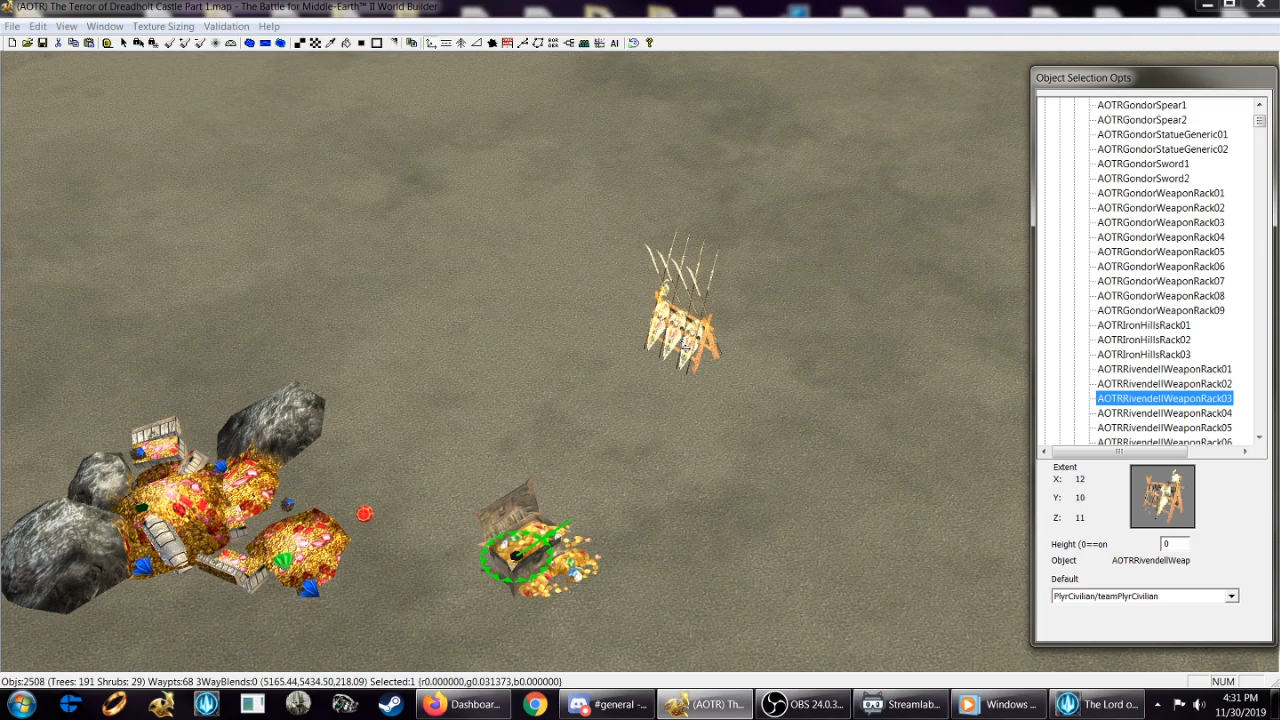 (AOTR) The Terror of Dreadholt Castle Part 1.map - The Battle for Middle-Earth™ II World Builder
File Edit View Window Texture Sizing Validation Help
AI
Object Selection Opts
AOTRGondorSpear1
AOTRGondorSpear2
AOTRGondorStatueGeneric01
AOTRGondorStatueGeneric02
AOTRGondorSword1
AOTRGondorSword2
AOTRGondorWeaponRack01
AOTRGondorWeaponRack02
AOTRGondorWeaponRack03
AOTRGondorWeaponRack04
AOTRGondorWeaponRack05
AOTRGondorWeaponRack06
AOTRGondorWeaponRack07
AOTRGondorWeaponRack08
AOTRGondorWeaponRack09
AOTRIronHillsRack01
AOTRIronHillsRack02
AOTRIronHillsRack03
AOTRRivendellWeaponRack01
AOTRRivendellWeaponRack02
AOTRRivendellWeaponRack03
AOTRRivendellWeaponRack04
AOTRRivendellWeaponRack05
AOTRRivendellWeaponRack06
Extent
X: 12
Y: 10
Z: 11
Height (0==on 0
Object AOTRRivendellWeap
Default
PlyrCivilian/teamPlyrCivilian
Objs:2508 (Trees: 191 Shrubs: 29) Waypts:68 3WayBlends:0 (5165.44,5434.50,218.09) Selected:1 {r0.000000,g0.031373,b0.000000}
NUM
Dashboar... #general -... (AOTR) Th... OBS 24.0.3... Streamlab... Windows ... The Lord o...
4:31 PM
11/30/2019